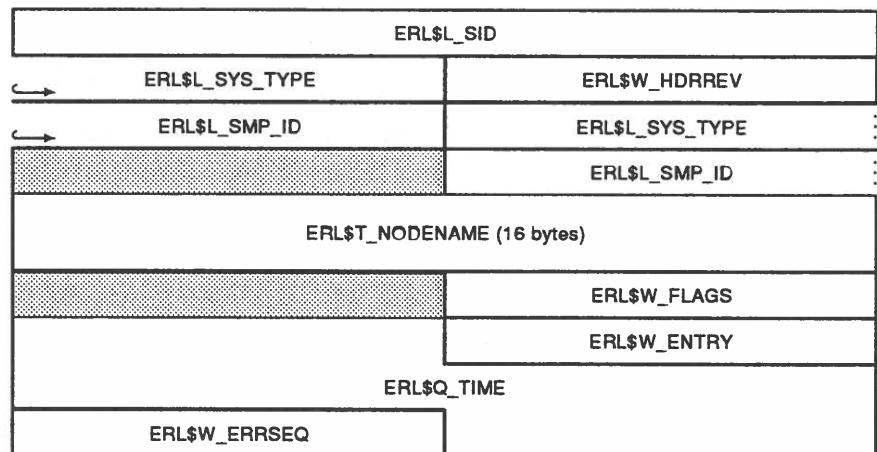 ERL$L_SID
ERL$L_SYS_TYPE ERL$W_HDRREV
ERL$L_SMP_ID ERL$L_SYS_TYPE
ERL$L_SMP_ID
ERL$T_NODENAME (16 bytes)
ERL$W_FLAGS
ERL$W_ENTRY
ERL$Q_TIME
ERL$W_ERRSEQ